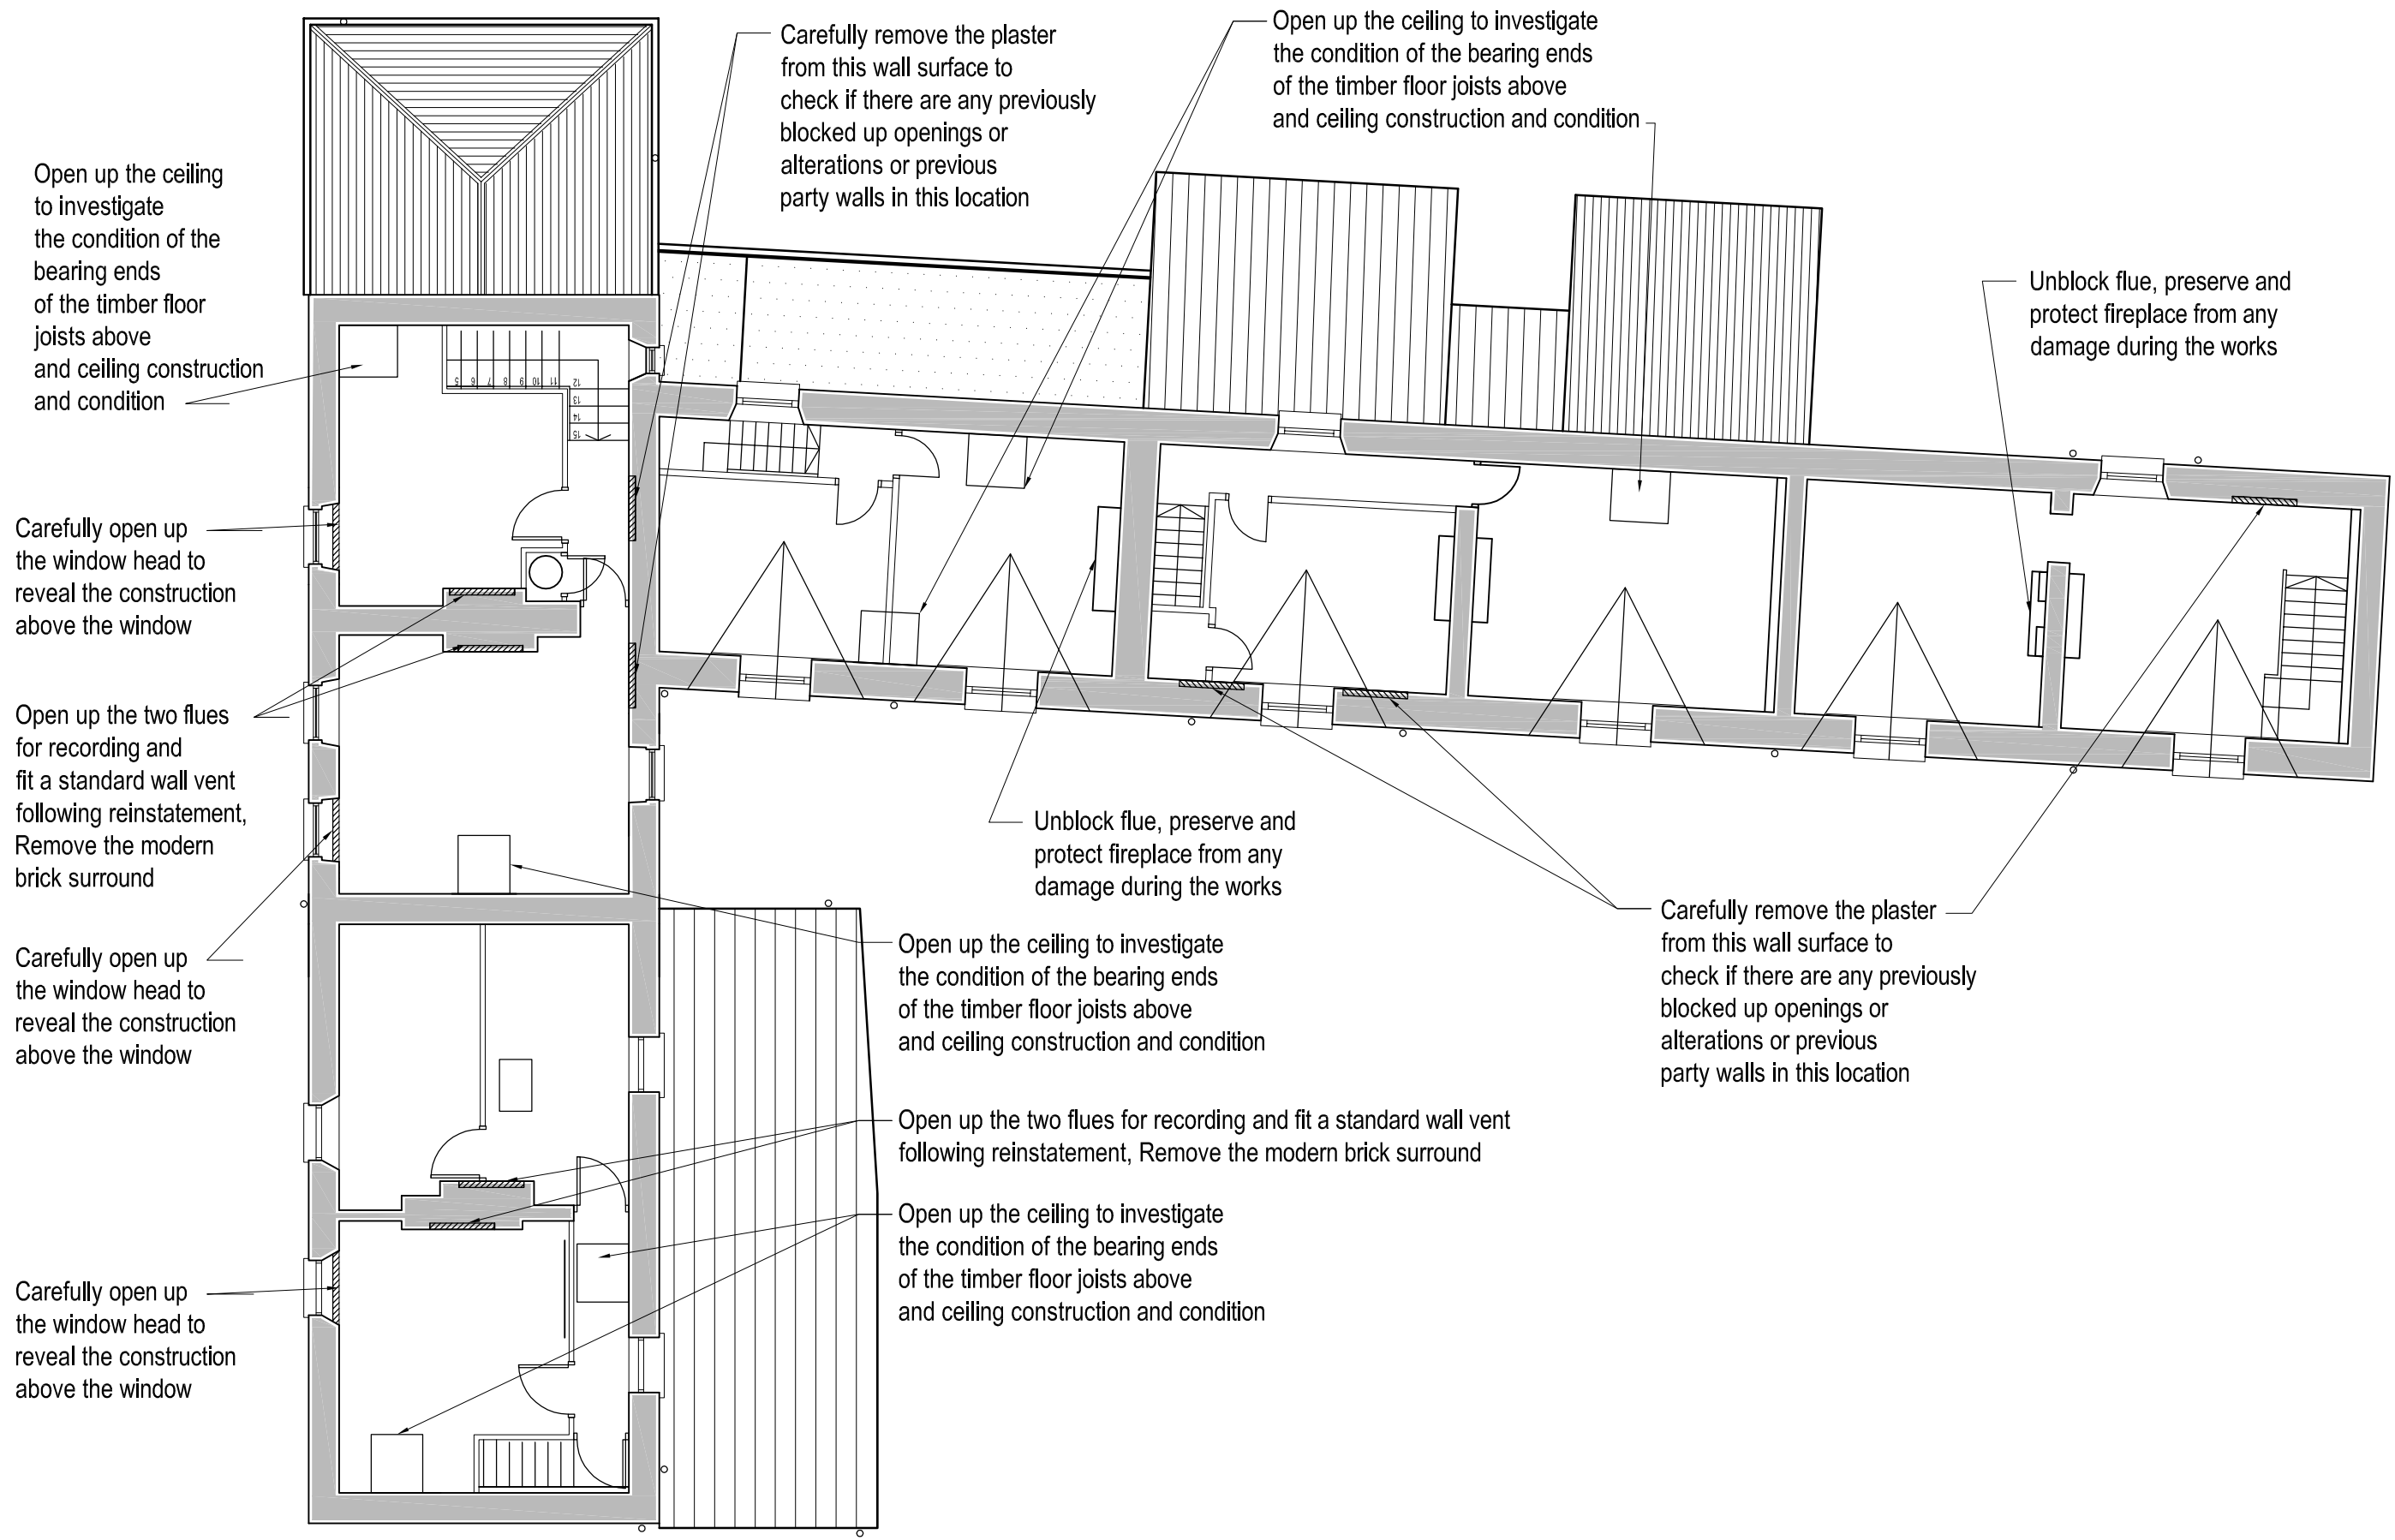 Carefully remove the plaster
from this wall surface to
check if there are any previously
blocked up openings or
alterations or previous
party walls in this location
Open up the ceiling to investigate
the condition of the bearing ends
of the timber floor joists above
and ceiling construction and condition
Open up the ceiling
to investigate
the condition of the
bearing ends
of the timber floor
joists above
and ceiling construction
and condition
Unblock flue, preserve and
protect fireplace from any
damage during the works
5 6 7 8 9 10 11 12
13
14
15
Carefully open up
the window head to
reveal the construction
above the window
Open up the two flues
for recording and
fit a standard wall vent
following reinstatement,
Remove the modern
brick surround
Carefully open up
the window head to
reveal the construction
above the window
Carefully open up
the window head to
reveal the construction
above the window
Unblock flue, preserve and
protect fireplace from any
damage during the works
Open up the ceiling to investigate
the condition of the bearing ends
of the timber floor joists above
and ceiling construction and condition
Open up the two flues for recording and fit a standard wall vent
following reinstatement, Remove the modern brick surround
Open up the ceiling to investigate
the condition of the bearing ends
of the timber floor joists above
and ceiling construction and condition
Carefully remove the plaster
from this wall surface to
check if there are any previously
blocked up openings or
alterations or previous
party walls in this location